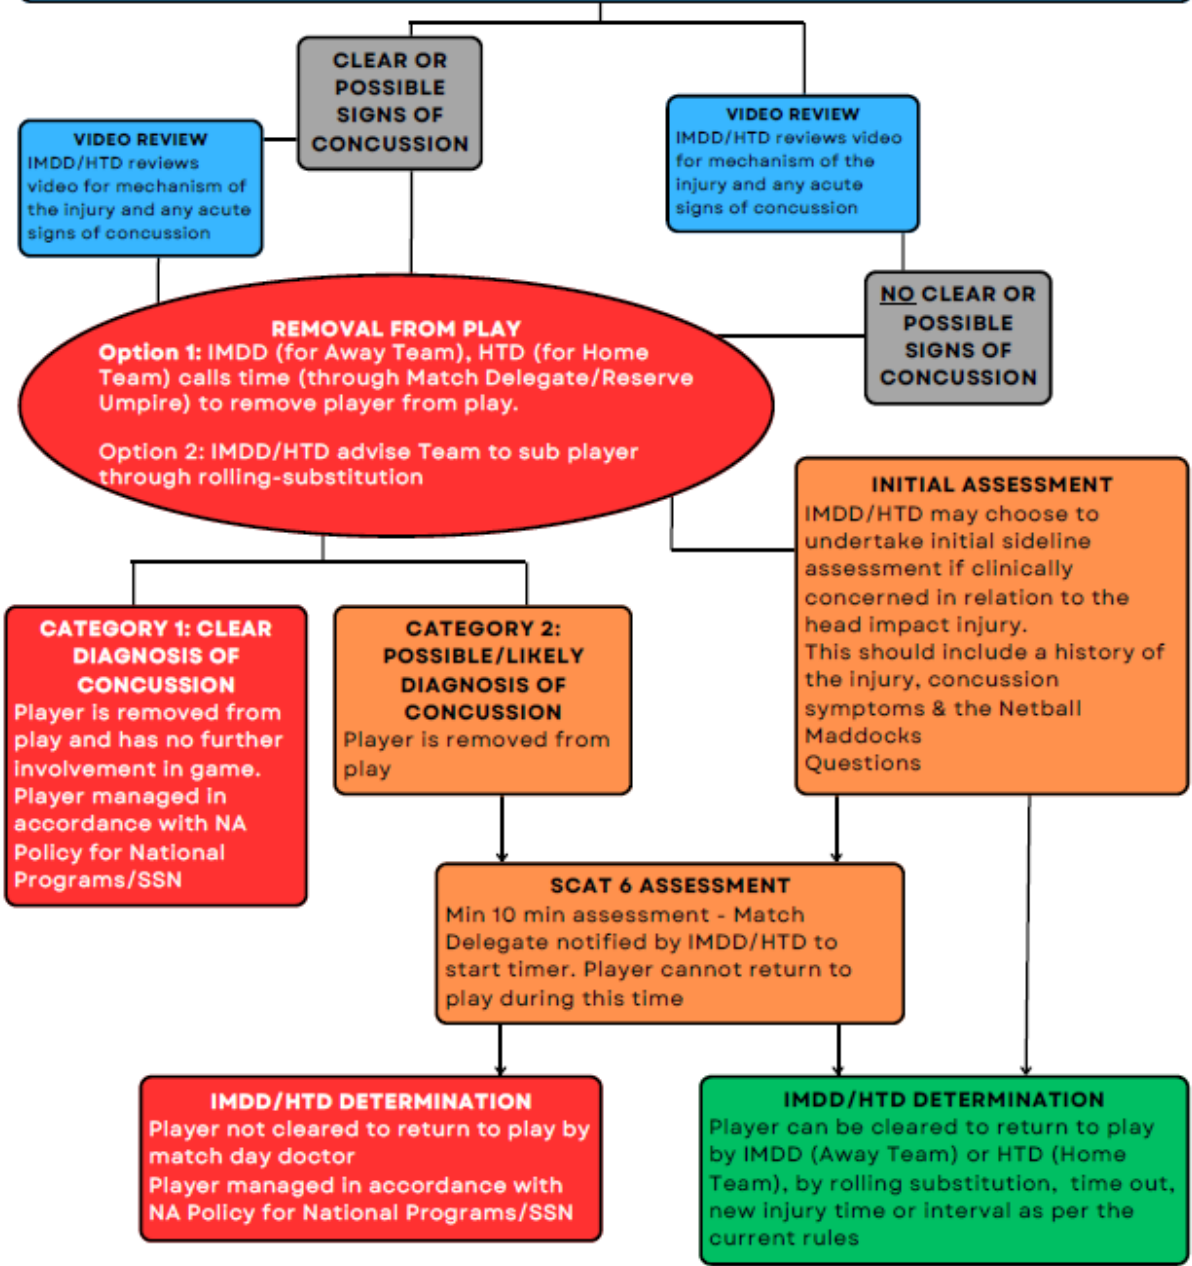 CLEAR OR
POSSIBLE
SIGNS OF
CONCUSSION
VIDEO REVIEW
IMDD/HTD reviews
video for mechanism of
the injury and any acute
signs of concussion
VIDEO REVIEW
IMDD/HTD reviews video
for mechanism of the
injury and any acute
signs of concussion
NO CLEAR OR
POSSIBLE
SIGNS OF
CONCUSSION
REMOVAL FROM PLAY
Option 1: IMDD (for Away Team), HTD (for Home
Team) calls time (through Match Delegate/Reserve
Umpire) to remove player from play.
Option 2: IMDD/HTD advise Team to sub player
through rolling-substitution
INITIAL ASSESSMENT
IMDD/HTD may choose to
undertake initial sideline
assessment if clinically
concerned in relation to the
head impact injury.
This should include a history of
the injury, concussion
symptoms & the Netball
Maddocks
Questions
CATEGORY 1: CLEAR
DIAGNOSIS OF
CONCUSSION
Player is removed from
play and has no further
involvement in game.
Player managed in
accordance with NA
Policy for National
Programs/SSN
CATEGORY 2:
POSSIBLE/LIKELY
DIAGNOSIS OF
CONCUSSION
Player is removed from
play
SCAT 6 ASSESSMENT
Min 10 min assessment - Match
Delegate notified by IMDD/HTD to
start timer. Player cannot return to
play during this time
IMDD/HTD DETERMINATION
Player not cleared to return to play by
match day doctor
Player managed in accordance with
NA Policy for National Programs/SSN
IMDD/HTD DETERMINATION
Player can be cleared to return to play
by IMDD (Away Team) or HTD (Home
Team), by rolling substitution, time out,
new injury time or interval as per the
current rules